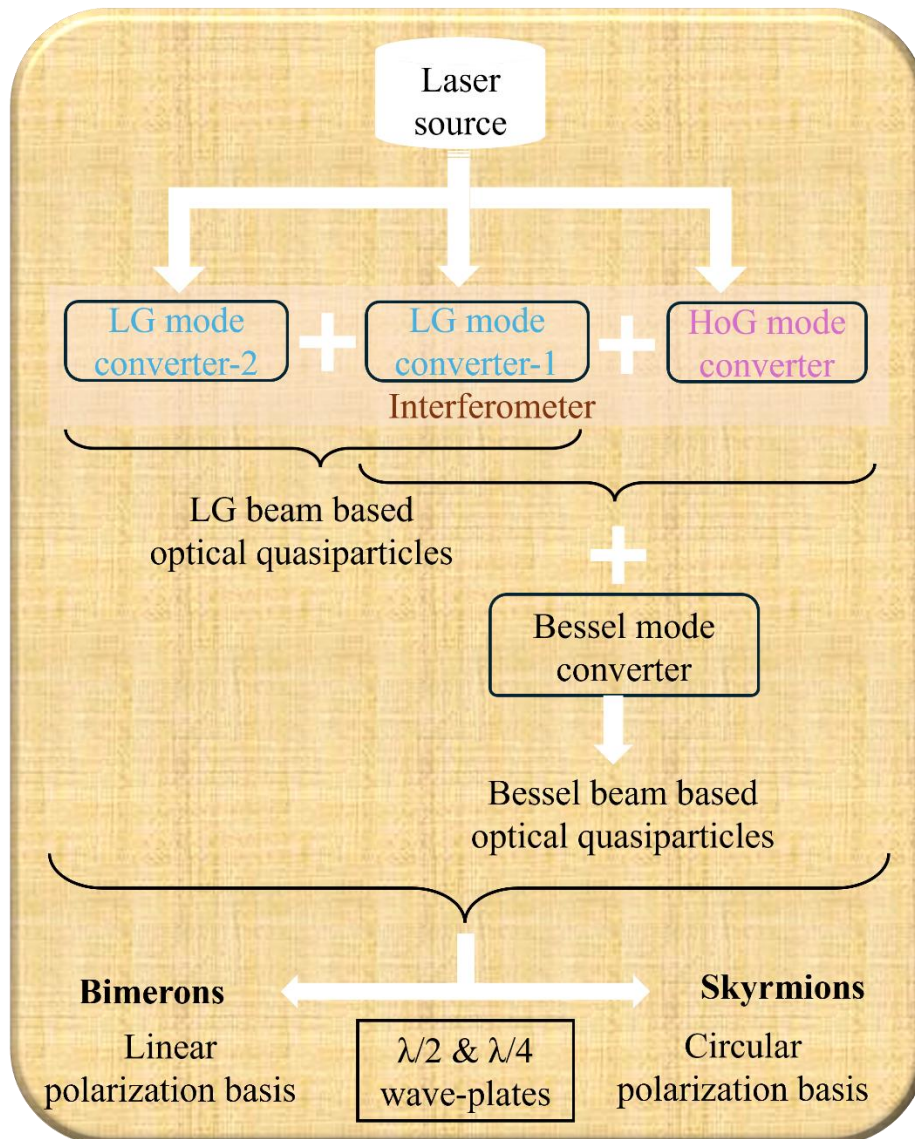 Laser
source
LG mode
converter-2
+
LG mode
converter-1
+
HoG mode
converter
Interferometer
LG beam based
optical quasiparticles
+
Bessel mode
converter
Bessel beam based
optical quasiparticles
Bimerons
Linear
polarization basis
λ/2 & λ/4
wave-plates
Skyrmions
Circular
polarization basis